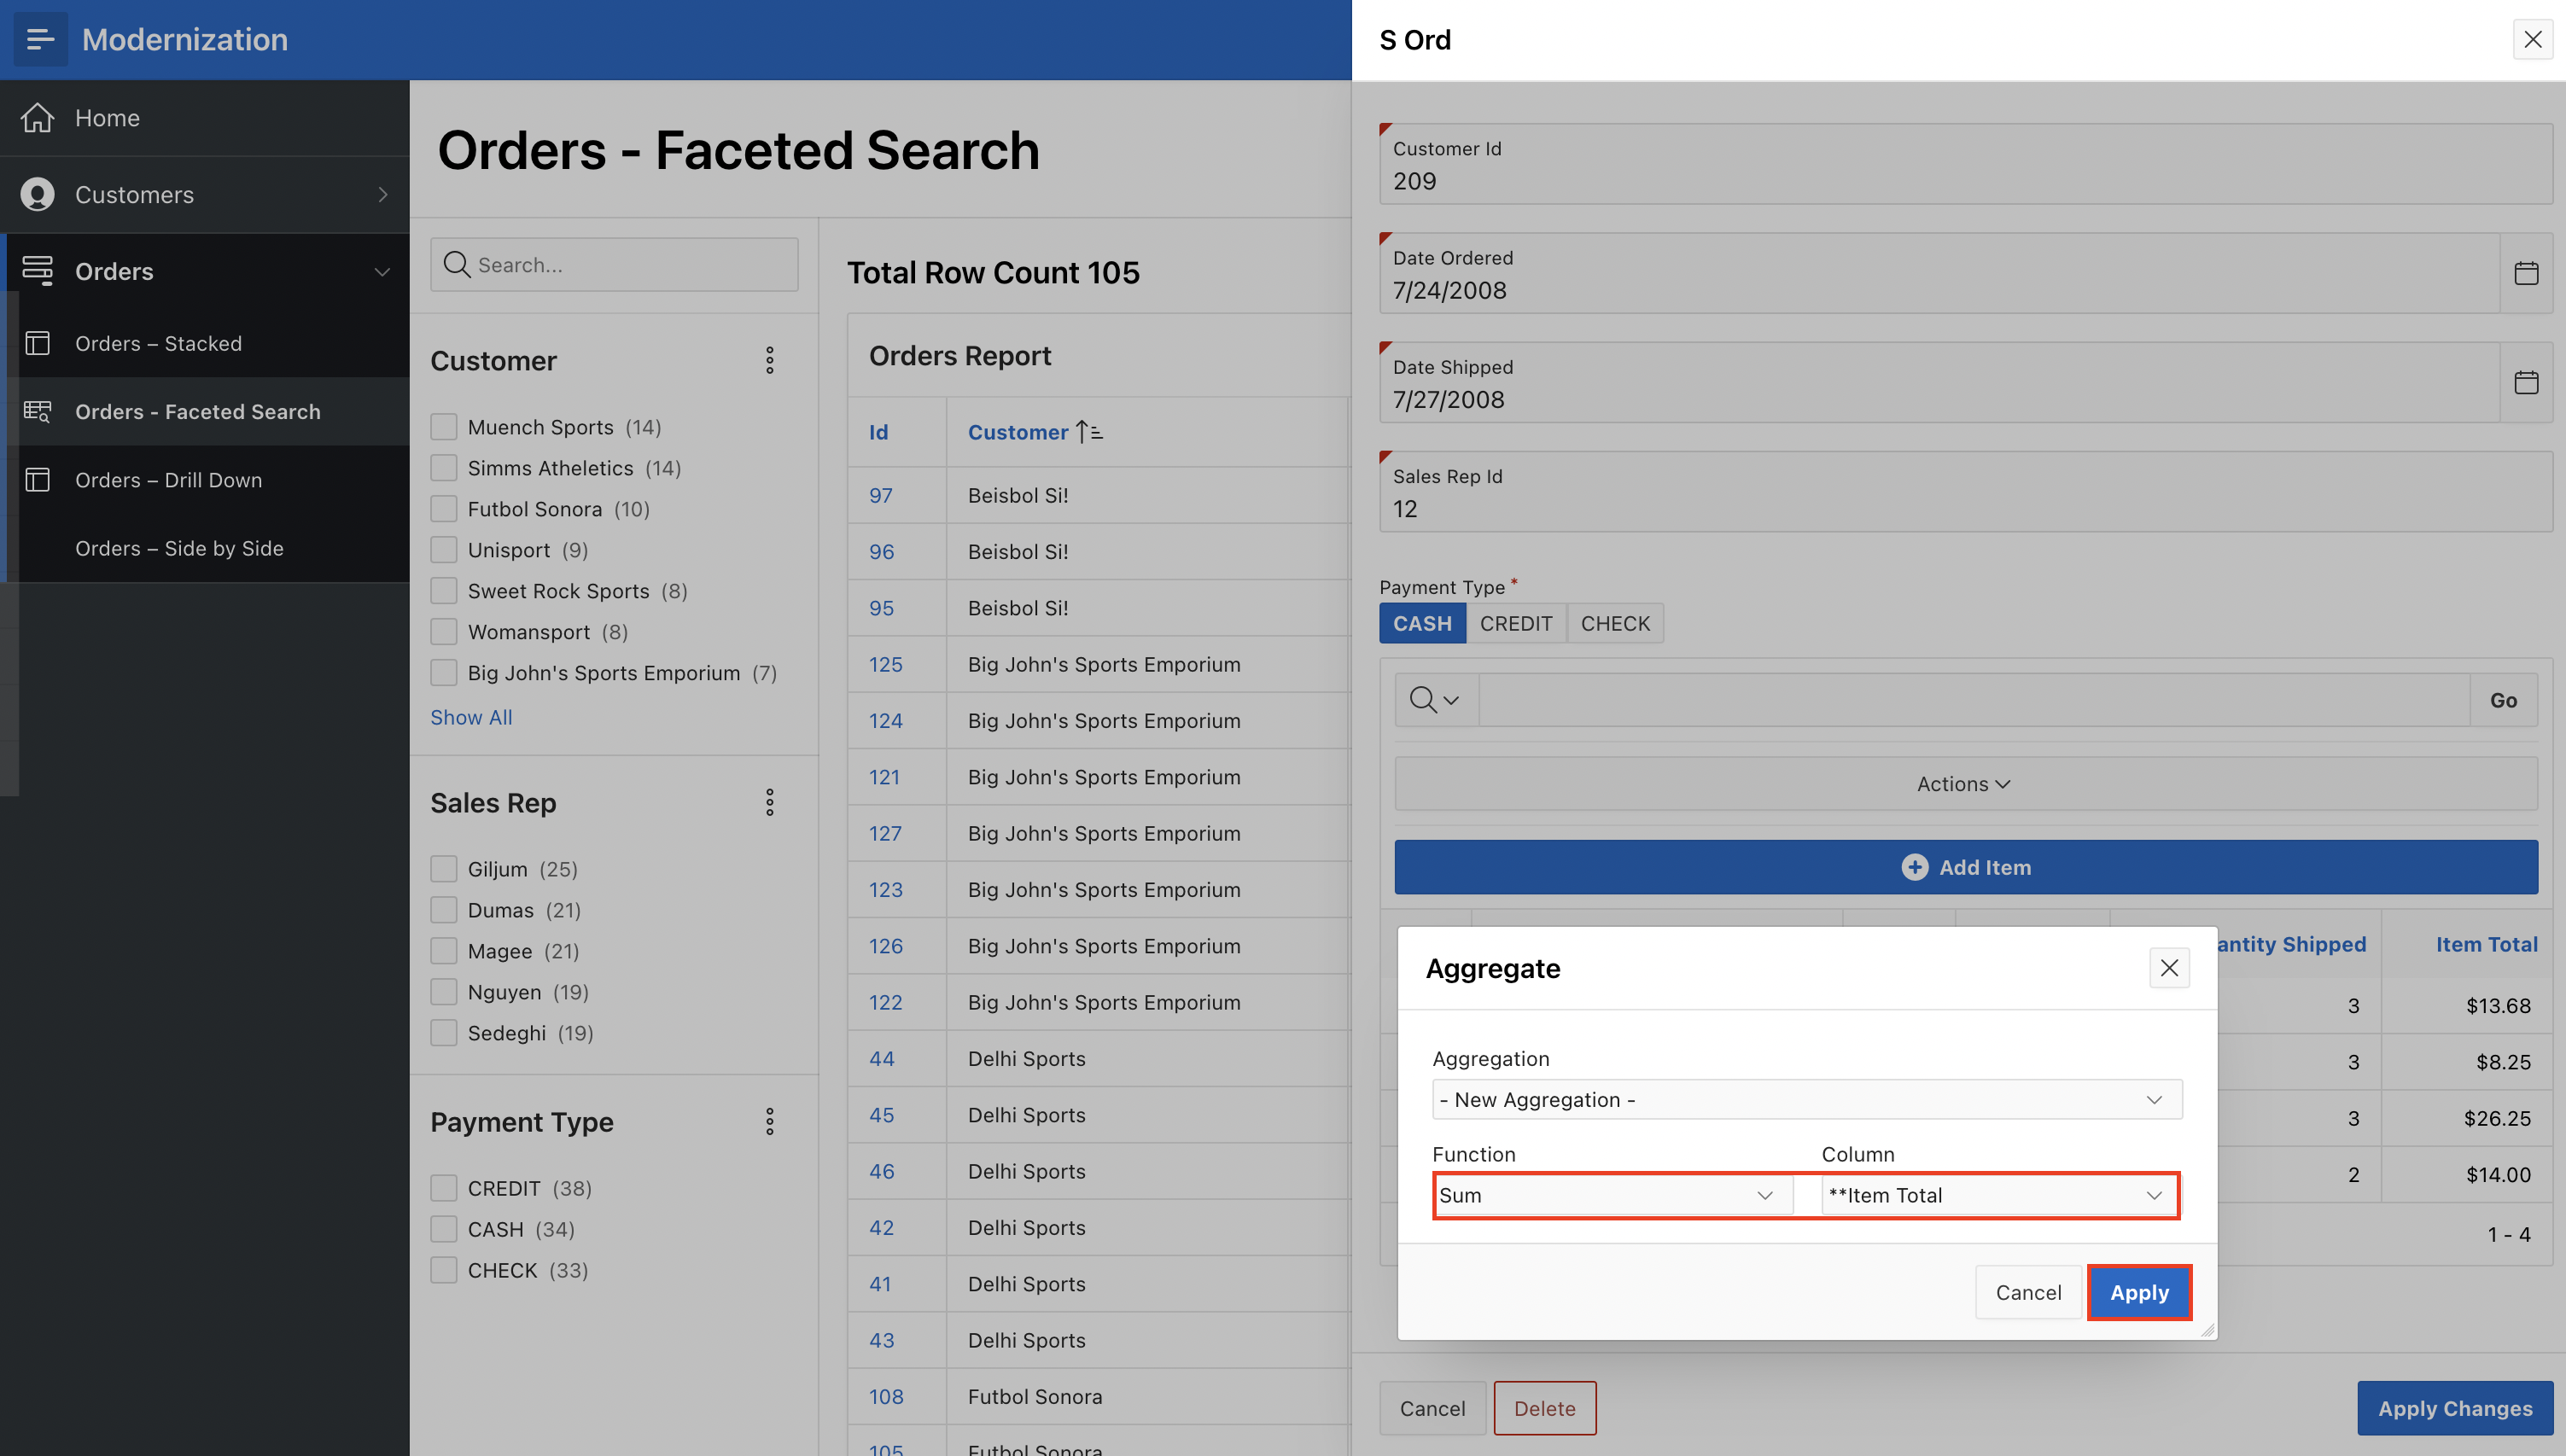 Modernization
Home
Customers
Orders
Orders – Stacked
Orders - Faceted Search
Orders – Drill Down
Orders – Side by Side
Orders - Faceted Search
Search...
Customer
Muench Sports (14)
Simms Atheletics (14)
Futbol Sonora (10)
Unisport (9)
Sweet Rock Sports (8)
Womansport (8)
Big John's Sports Emporium (7)
Show All
Sales Rep
Giljum (25)
Dumas (21)
Magee (21)
Nguyen (19)
Sedeghi (19)
Payment Type
CREDIT (38)
CASH (34)
CHECK (33)
Total Row Count 105
Orders Report
Id Customer
97 Beisbol Si!
96 Beisbol Si!
95 Beisbol Si!
125 Big John's Sports Emporium
124 Big John's Sports Emporium
121 Big John's Sports Emporium
127 Big John's Sports Emporium
123 Big John's Sports Emporium
126 Big John's Sports Emporium
122 Big John's Sports Emporium
44 Delhi Sports
45 Delhi Sports
46 Delhi Sports
42 Delhi Sports
41 Delhi Sports
43 Delhi Sports
108 Futbol Sonora
105 Futbol Sonora
S Ord
Customer Id
209
Date Ordered
7/24/2008
Date Shipped
7/27/2008
Sales Rep Id
12
Payment Type *
CASH CREDIT CHECK
Go
Actions
Add Item
antity Shipped Item Total
3 $13.68
3 $8.25
3 $26.25
2 $14.00
1 - 4
Aggregate
Aggregation
- New Aggregation -
Function Column
Sum **Item Total
Cancel Apply
Cancel Delete Apply Changes